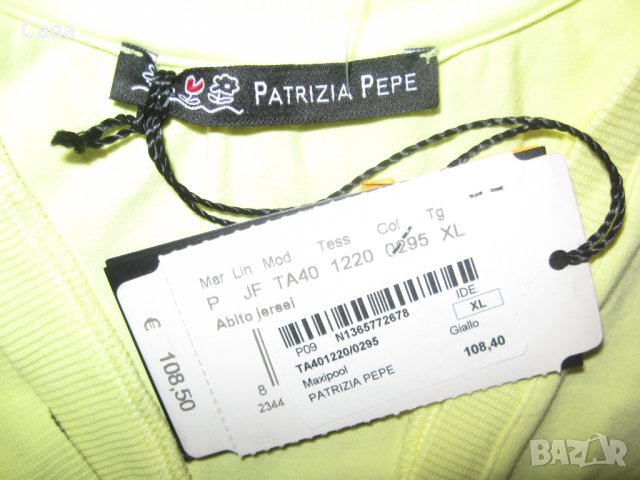 Сава
PATRIZIA PEPE
Mar Lin Mod Tess Col Tg
P JF TA40 1220 0295 XL
Abito jersei
€ 108,50
8
2344
P09 N1365772678 IDE
TA401220/0295 XL
Maxipool Giallo
PATRIZIA PEPE 108,40
BAZAR
bg